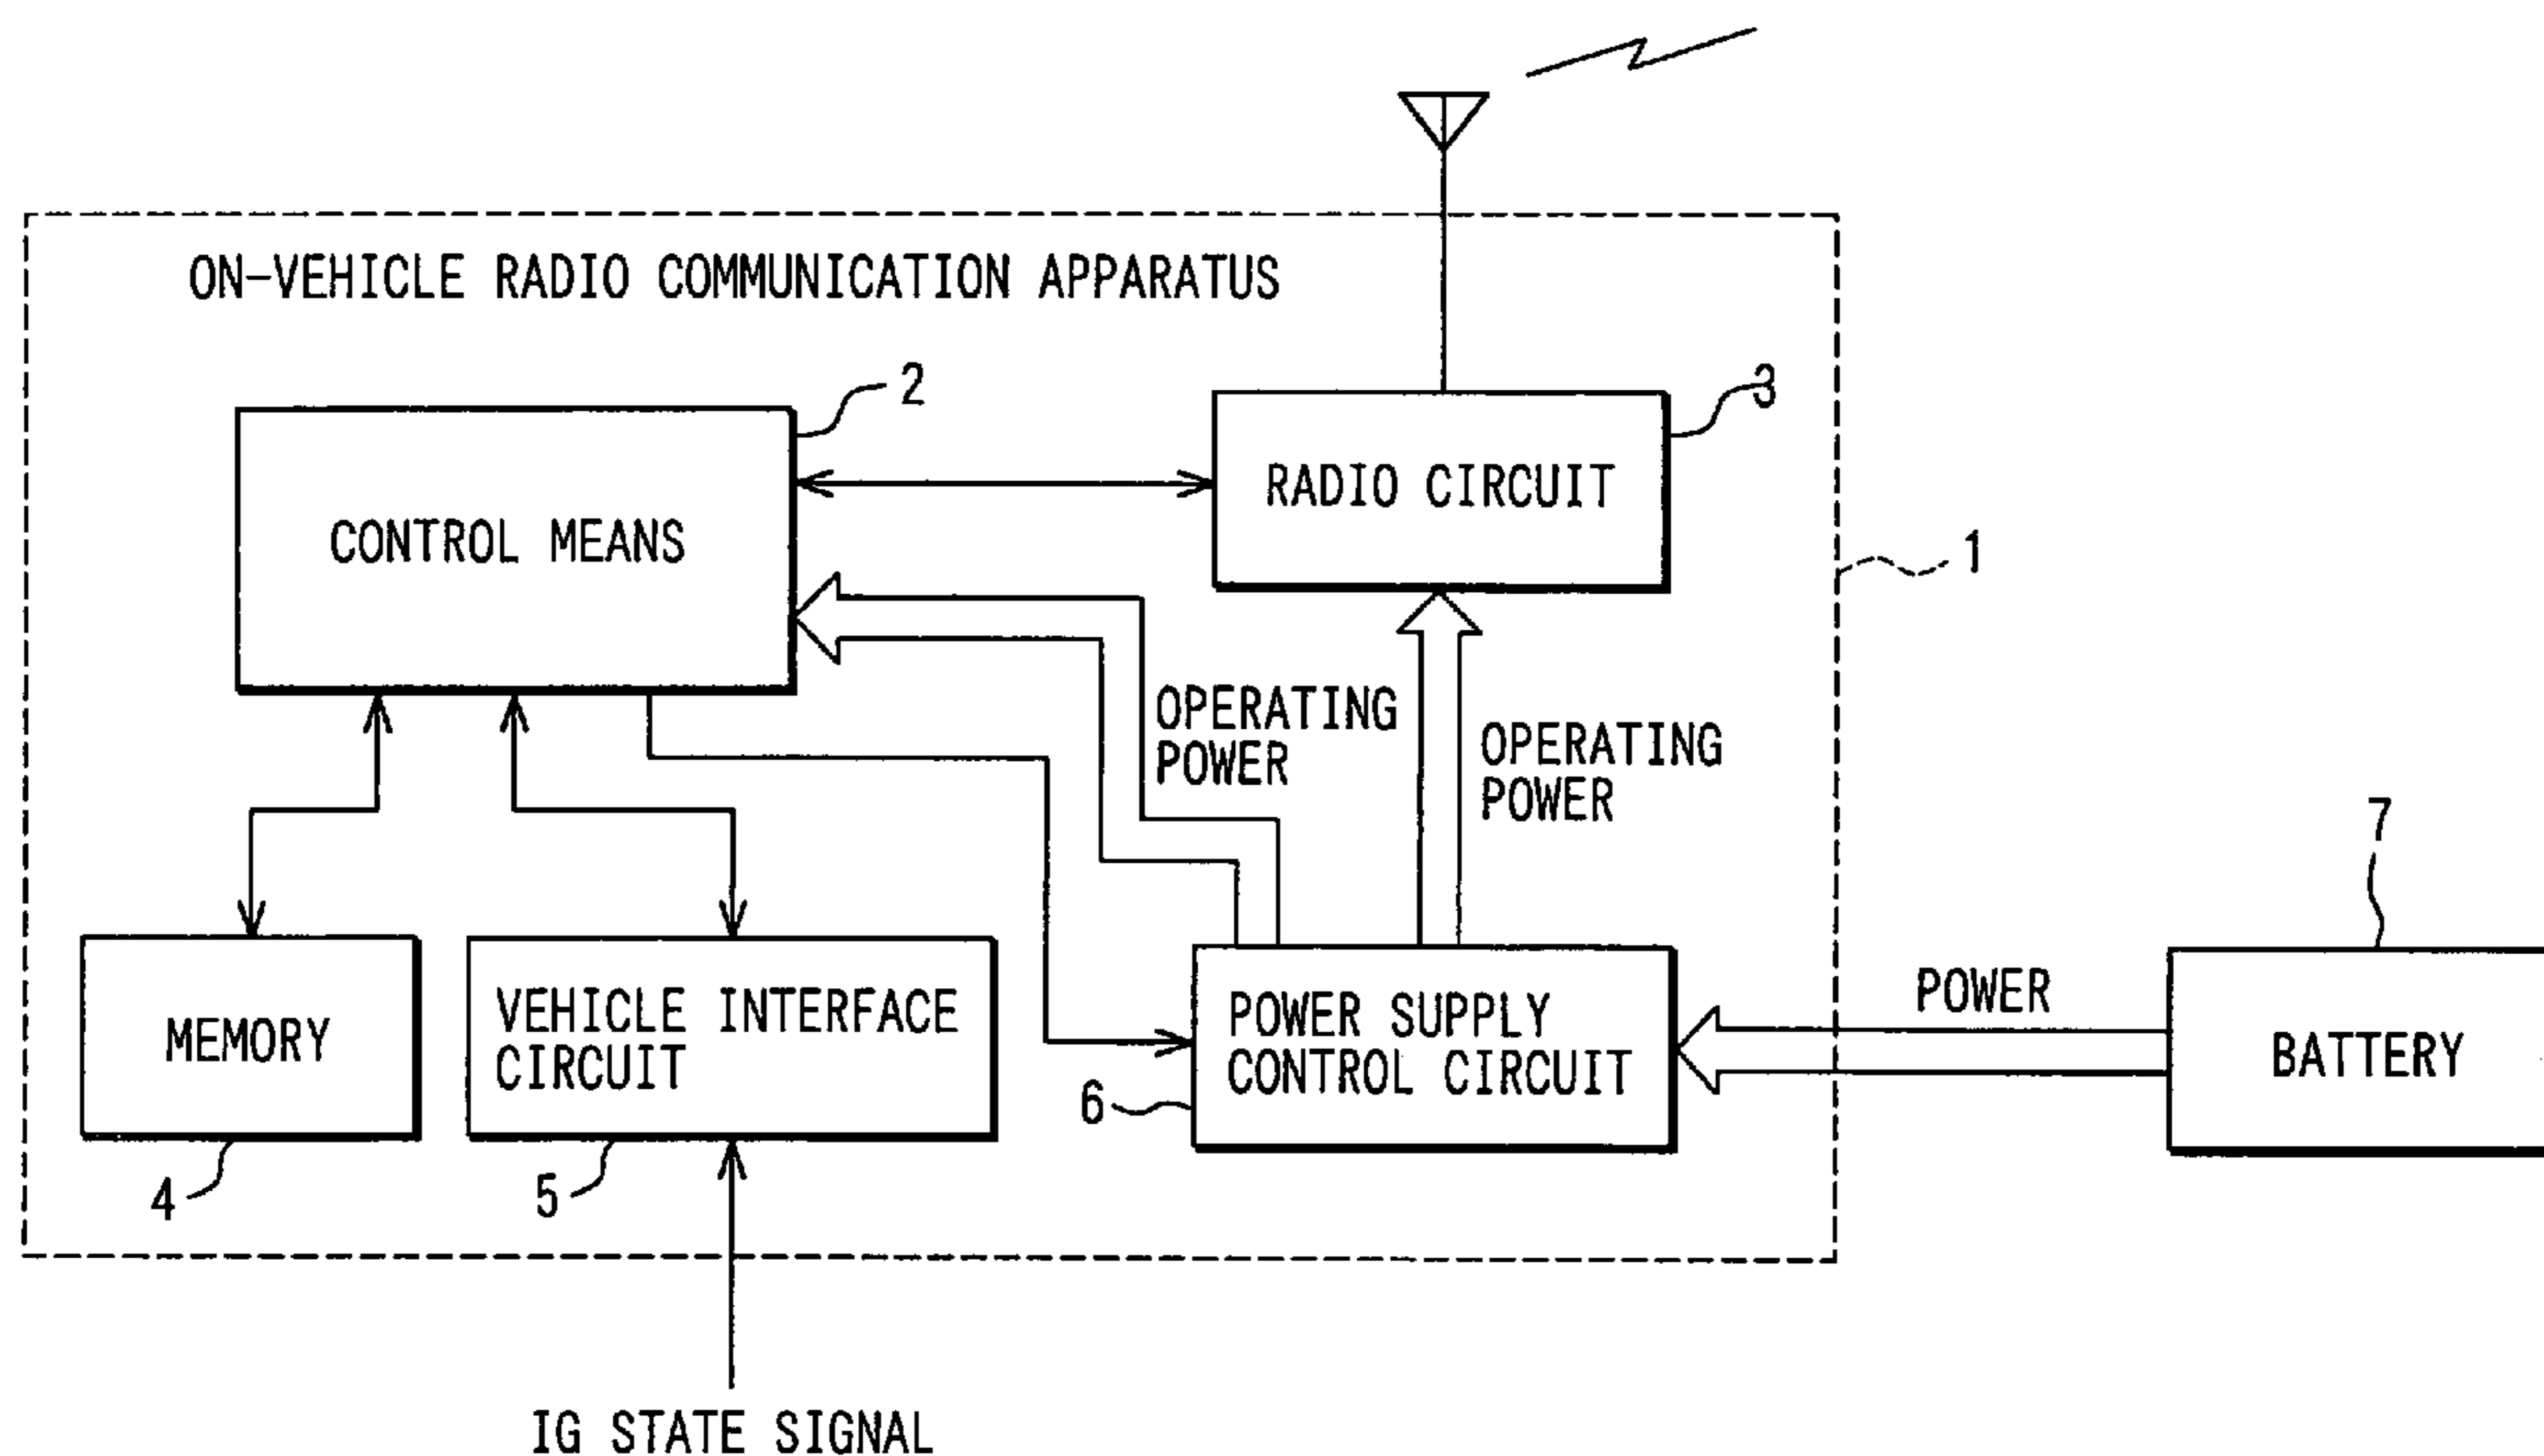 ON-VEHICLE RADIO COMMUNICATION APPARATUS
2
3
RADIO CIRCUIT
CONTROL MEANS
1
OPERATING
POWER
OPERATING
POWER
7
POWER
MEMORY
VEHICLE INTERFACE
CIRCUIT
POWER SUPPLY
CONTROL CIRCUIT
BATTERY
6
4
5
IG STATE SIGNAL